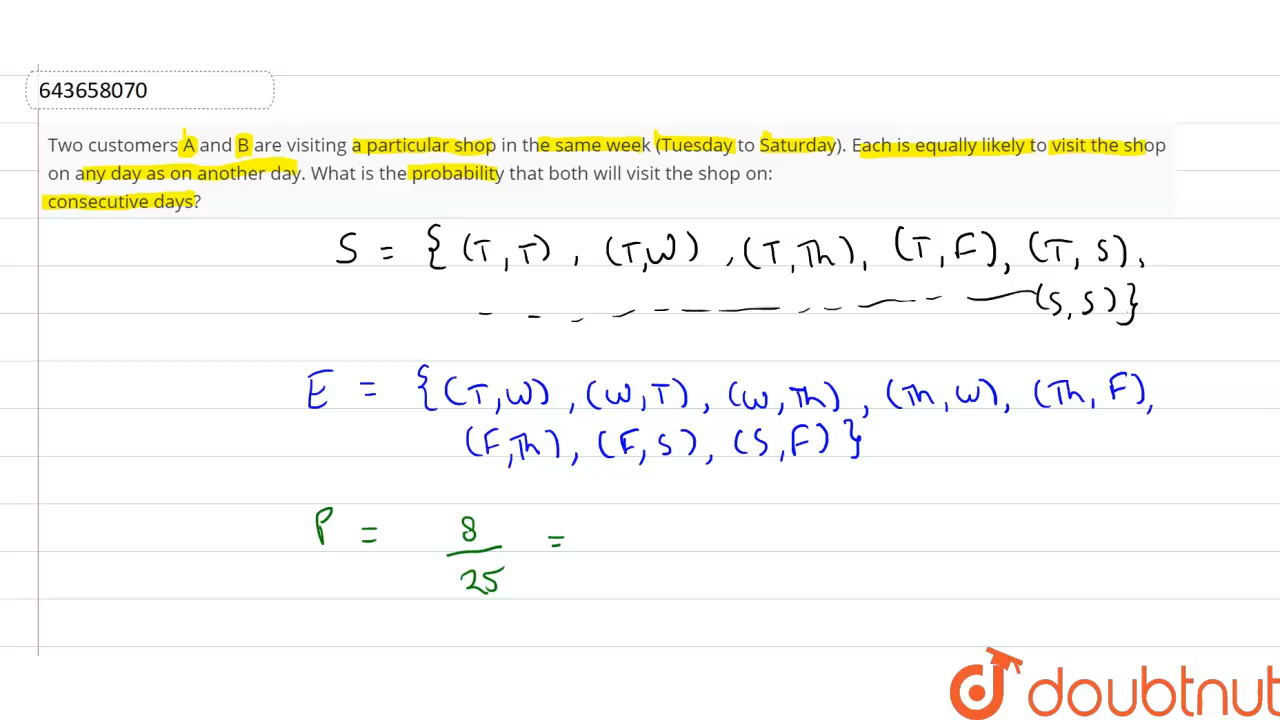 643658070
Two customers A and B are visiting a particular shop in the same week (Tuesday to Saturday). Each is equally likely to visit the shop
on any day as on another day. What is the probability that both will visit the shop on:
consecutive days?
S = {(T, T), (T,W), (T,Th), (T,F), (T,S),
(S,S)}
E = {(T,W), (W,T), (W,Th), (Th,W), (Th,F),
(F,Th), (F,S), (S,F)}
P = 8/25 =
doubtnut